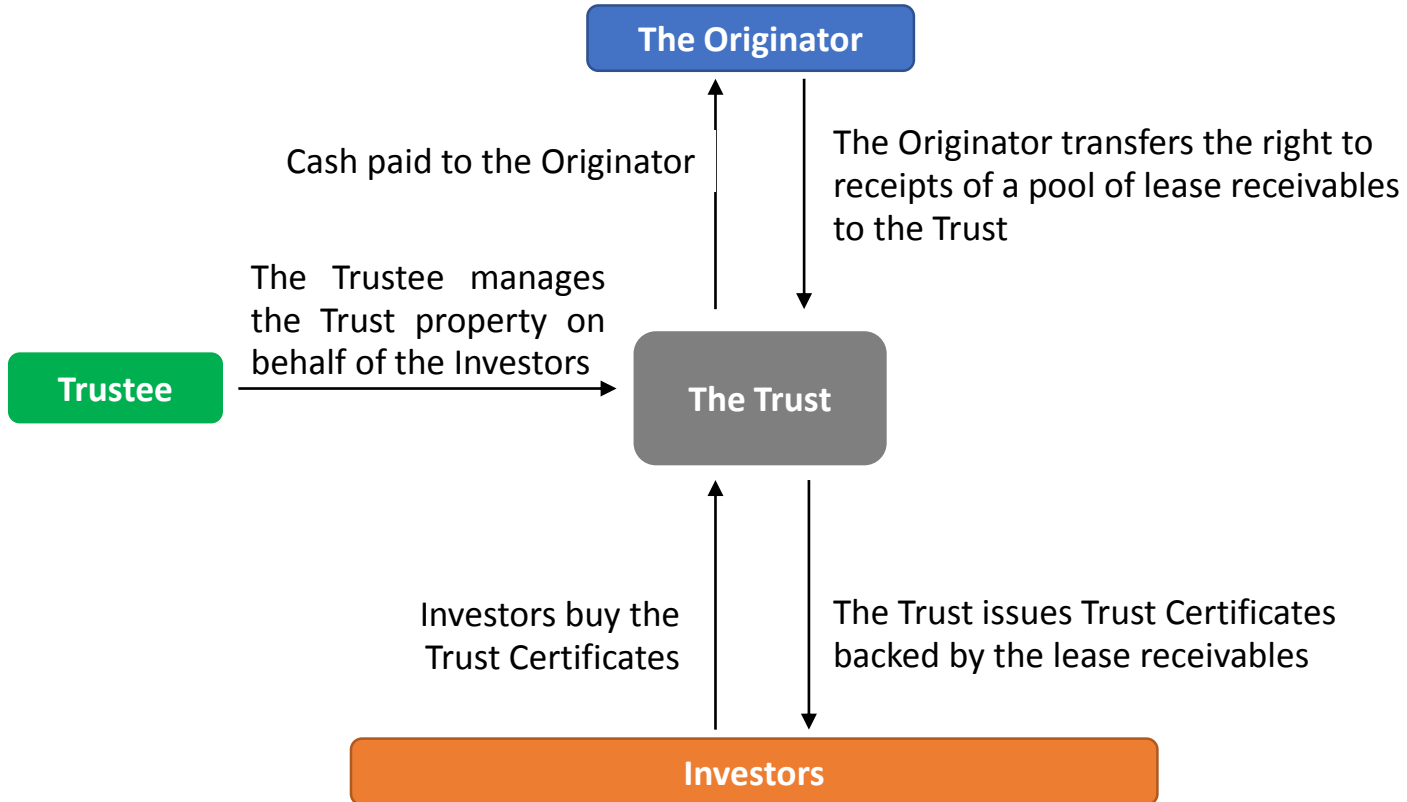 The Originator
Cash paid to the Originator
The Originator transfers the right to
receipts of a pool of lease receivables
to the Trust
The Trustee manages
the Trust property on
behalf of the Investors
Trustee
The Trust
Investors buy the
Trust Certificates
The Trust issues Trust Certificates
backed by the lease receivables
Investors